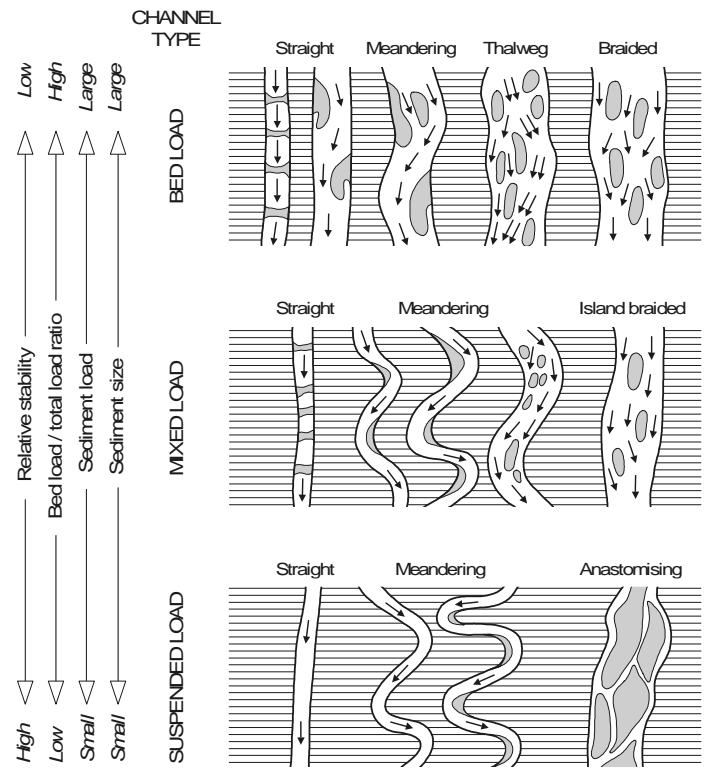 CHANNEL
TYPE
Straight
Meandering
Thalweg
Braided
Low
High
Large
Large
BED LOAD
Relative stability
Bed load / total load ratio
Sediment load
Sediment size
Straight
Meandering
Island braided
MIXED LOAD
Straight
Meandering
Anastomising
SUSPENDED LOAD
High
Low
Small
Small